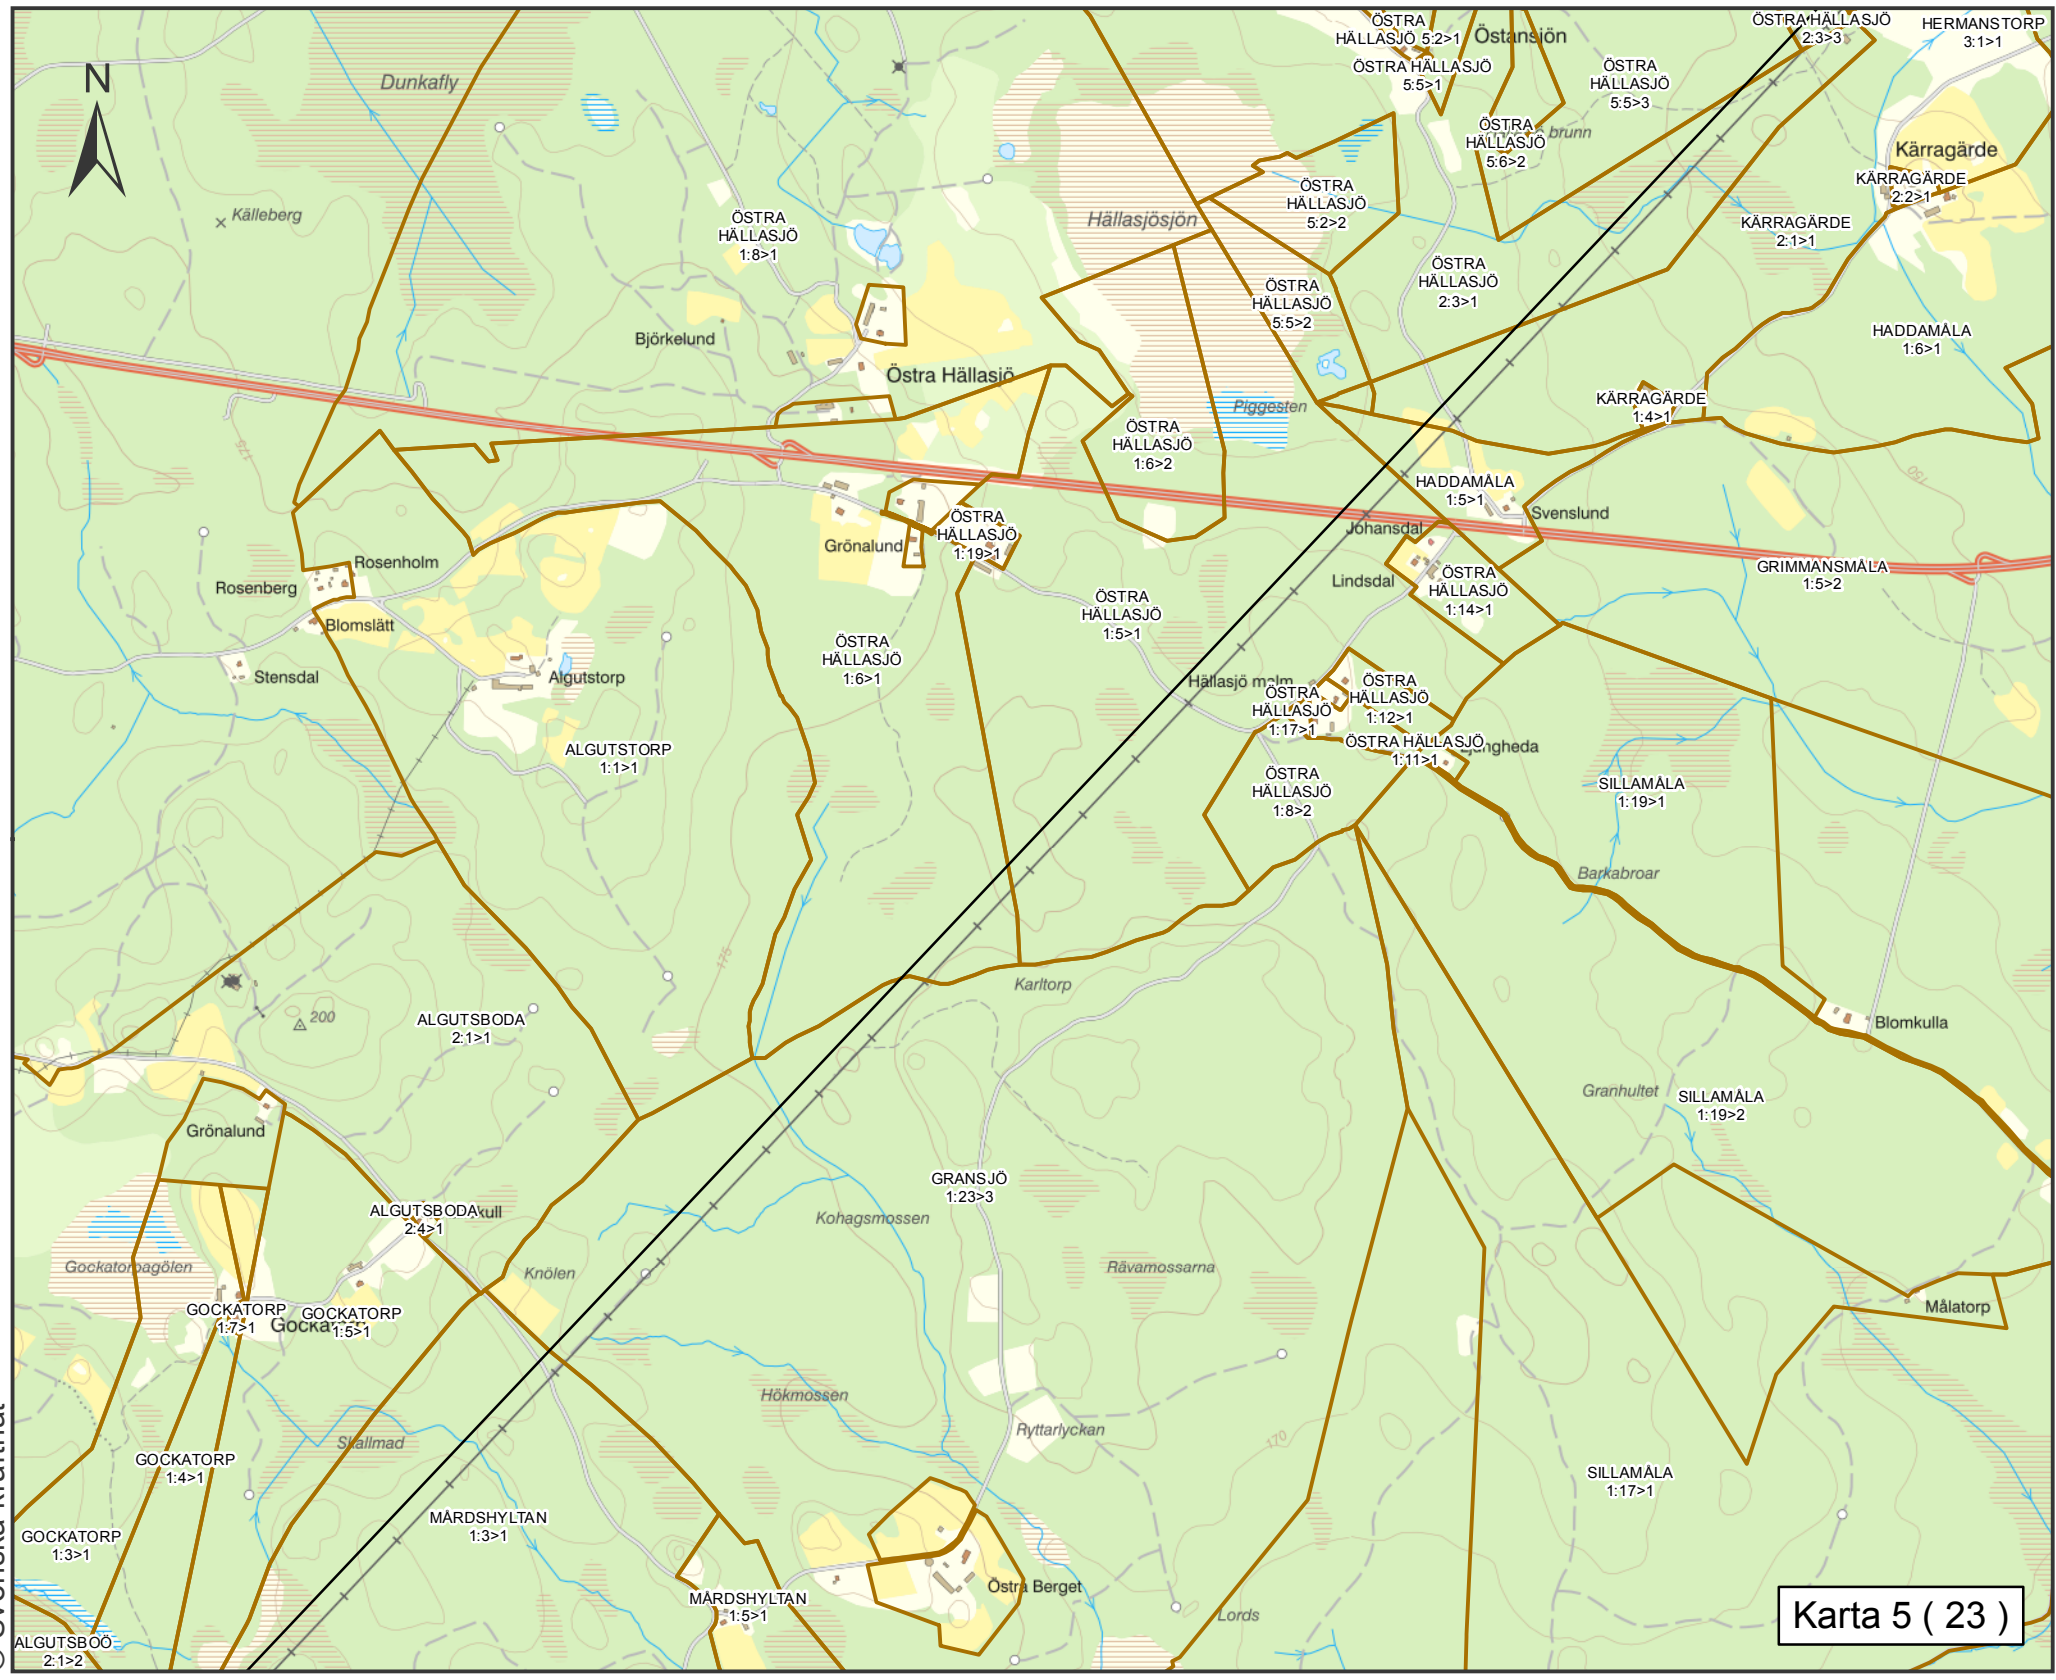 ÖSTRA
HÄLLASJÖ 5:2>1
Östansjön
ÖSTRA HÄLLASJÖ
2:3>3
HERMANSTORP
3:1>1
N
Dunkafly
ÖSTRA HÄLLASJÖ
5:5>1
ÖSTRA
HÄLLASJÖ
5:5>3
ÖSTRA
HÄLLASJÖ
5:6>2
brunn
Kärragärde
KÄRRAGÄRDE
2:2>1
Källeberg
ÖSTRA
HÄLLASJÖ
1:8>1
Hällasjösjön
ÖSTRA
HÄLLASJÖ
5:2>2
KÄRRAGÄRDE
2:1>1
ÖSTRA
HÄLLASJÖ
2:3>1
ÖSTRA
HÄLLASJÖ
5:5>2
Björkelund
HADDAMÅLA
1:6>1
Östra Hällasjö
Piggesten
KÄRRAGÄRDE
1:4>1
175
ÖSTRA
HÄLLASJÖ
1:6>2
150
HADDAMÅLA
1:5>1
Svenslund
Johansdal
ÖSTRA
HÄLLASJÖ
1:19>1
Grönalund
Rosenholm
Rosenberg
Lindsdal
ÖSTRA
HÄLLASJÖ
1:14>1
GRIMMANSMÅLA
1:5>2
Blomslätt
ÖSTRA
HÄLLASJÖ
1:5>1
ÖSTRA
HÄLLASJÖ
1:6>1
Stensdal
Algutstorp
Hällasjö malm
ÖSTRA
HÄLLASJÖ
1:17>1
ÖSTRA
HÄLLASJÖ
1:12>1
ALGUTSTORP
1:1>1
ÖSTRA HÄLLASJÖ
1:11>1
Ljungheda
ÖSTRA
HÄLLASJÖ
1:8>2
SILLAMÅLA
1:19>1
Barkabroar
175
Karltorp
200
ALGUTSBODA
2:1>1
Blomkulla
Granhultet
SILLAMÅLA
1:19>2
Grönalund
GRANSJÖ
1:23>3
ALGUTSBODA
2:4>1
kull
Kohagsmossen
Gockatorpagölen
Knölen
Rävamossarna
GOCKATORP
1:7>1
GOCKATORP
1:5>1
Gockatorp
Målatorp
Hökmossen
Ryttarlyckan
170
Skallmad
GOCKATORP
1:4>1
SILLAMÅLA
1:17>1
MÅRDSHYLTAN
1:3>1
GOCKATORP
1:3>1
Östra Berget
MÅRDSHYLTAN
1:5>1
Lords
Karta 5 ( 23 )
ALGUTSBOÖ
2:1>2